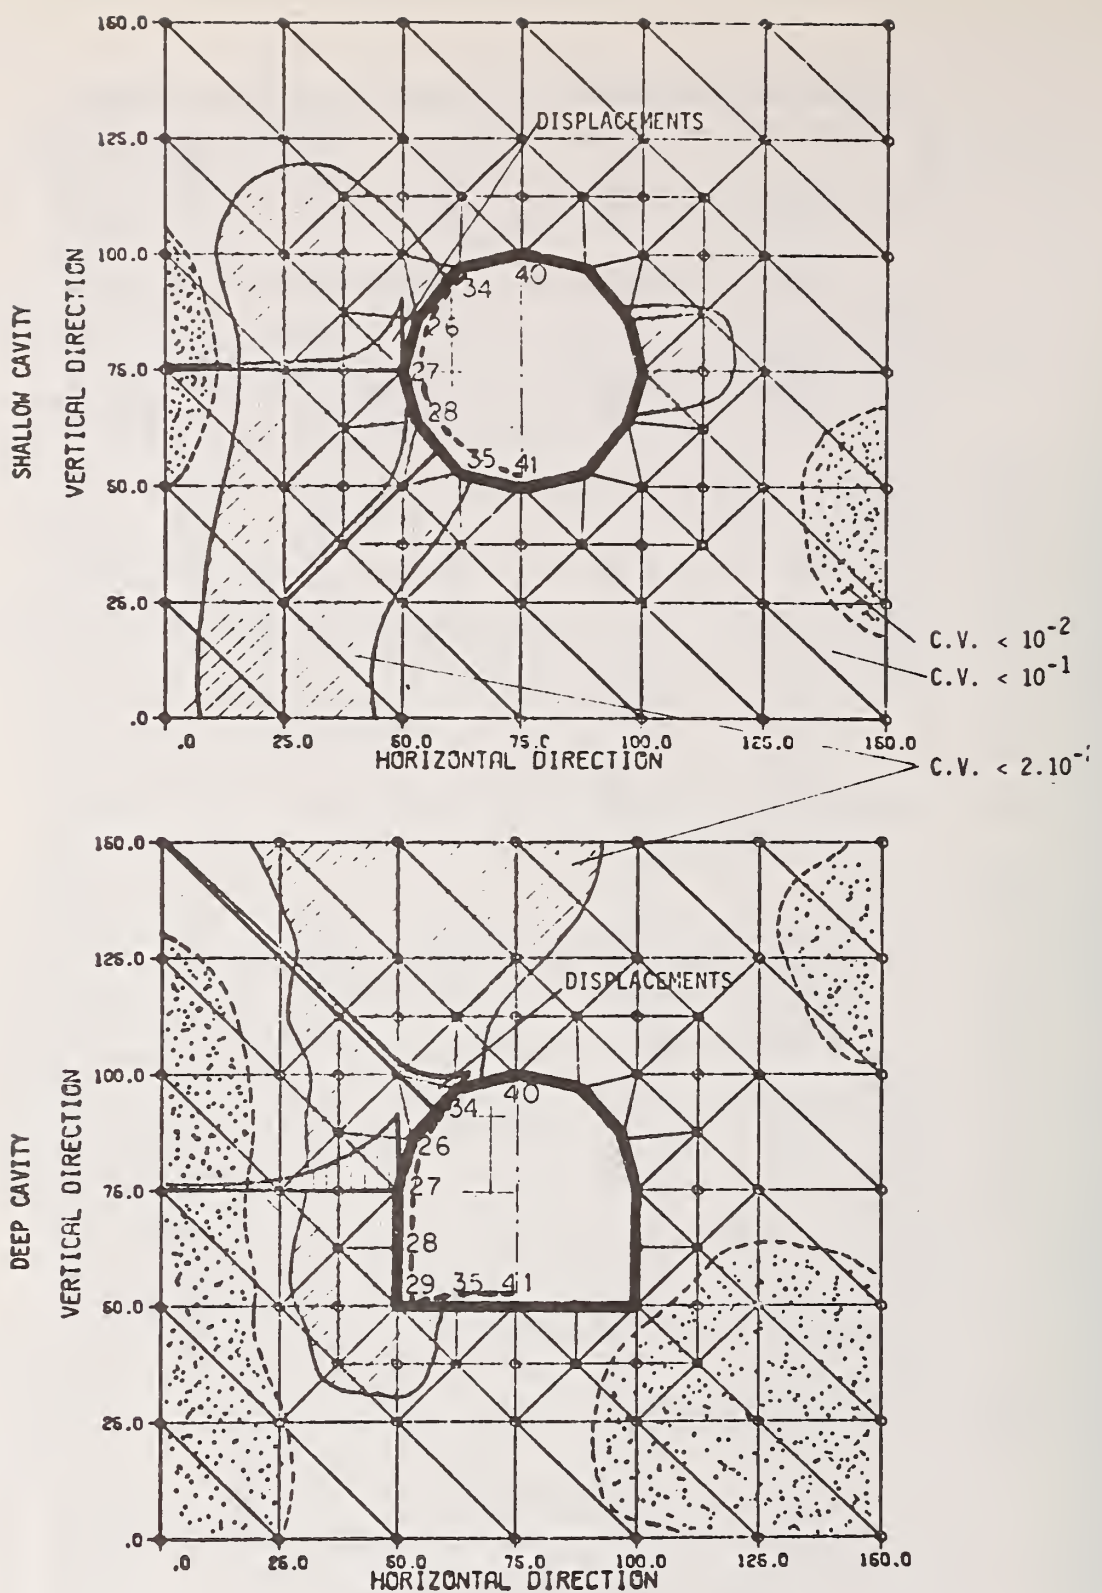 SHALLOW CAVITY
VERTICAL DIRECTION
150.0
125.0
100.0
75.0
50.0
25.0
.0
DISPLACEMENTS
40
34
26
27
28
35 41
.0 25.0 50.0 75.0 100.0 125.0 150.0
HORIZONTAL DIRECTION
C.V. < 10-2
C.V. < 10-1
C.V. < 2.10-
DEEP CAVITY
VERTICAL DIRECTION
150.0
125.0
100.0
75.0
50.0
25.0
.0
DISPLACEMENTS
40
34
26
27
28
29 35 41
.0 25.0 50.0 75.0 100.0 125.0 150.0
HORIZONTAL DIRECTION